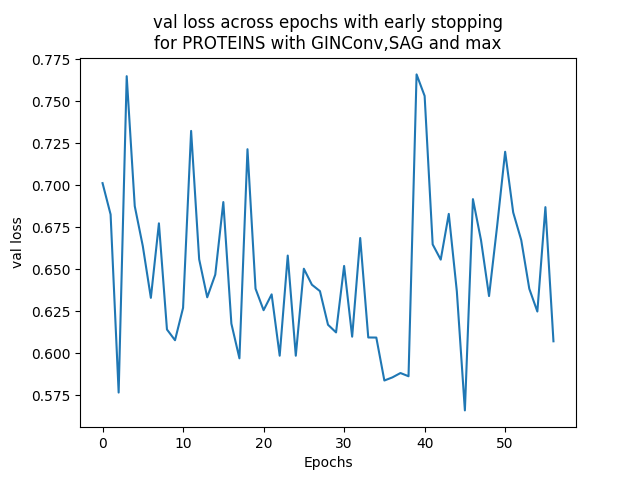 val loss across epochs with early stopping
for PROTEINS with GINConv,SAG and max
0.775
0.750
0.725
0.700
0.675
0.650
0.625
0.600
0.575
val loss
0 10 20 30 40 50
Epochs